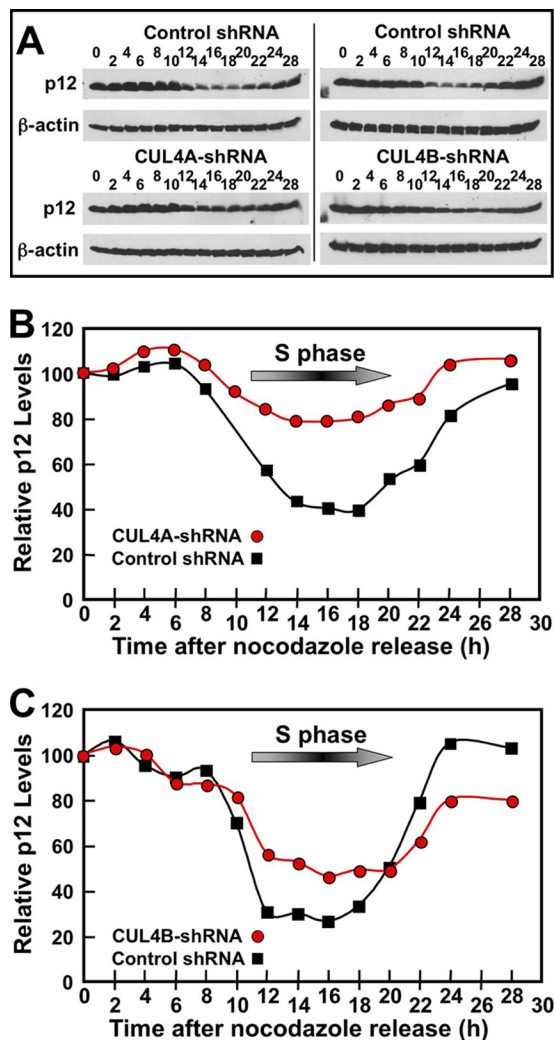 A
Control shRNA
Control shRNA
0 2 4 6 8 10 12 14 16 18 20 22 24 28
0 2 4 6 8 10 12 14 16 18 20 22 24 28
p12
β-actin
CUL4A-shRNA
CUL4B-shRNA
0 2 4 6 8 10 12 14 16 18 20 22 24 28
0 2 4 6 8 10 12 14 16 18 20 22 24 28
p12
β-actin
B
120
100
80
60
40
20
0
Relative p12 Levels
S phase
CUL4A-shRNA
Control shRNA
0 2 4 6 8 10 12 14 16 18 20 22 24 26 28 30
Time after nocodazole release (h)
C
120
100
80
60
40
20
0
Relative p12 Levels
S phase
CUL4B-shRNA
Control shRNA
0 2 4 6 8 10 12 14 16 18 20 22 24 26 28 30
Time after nocodazole release (h)